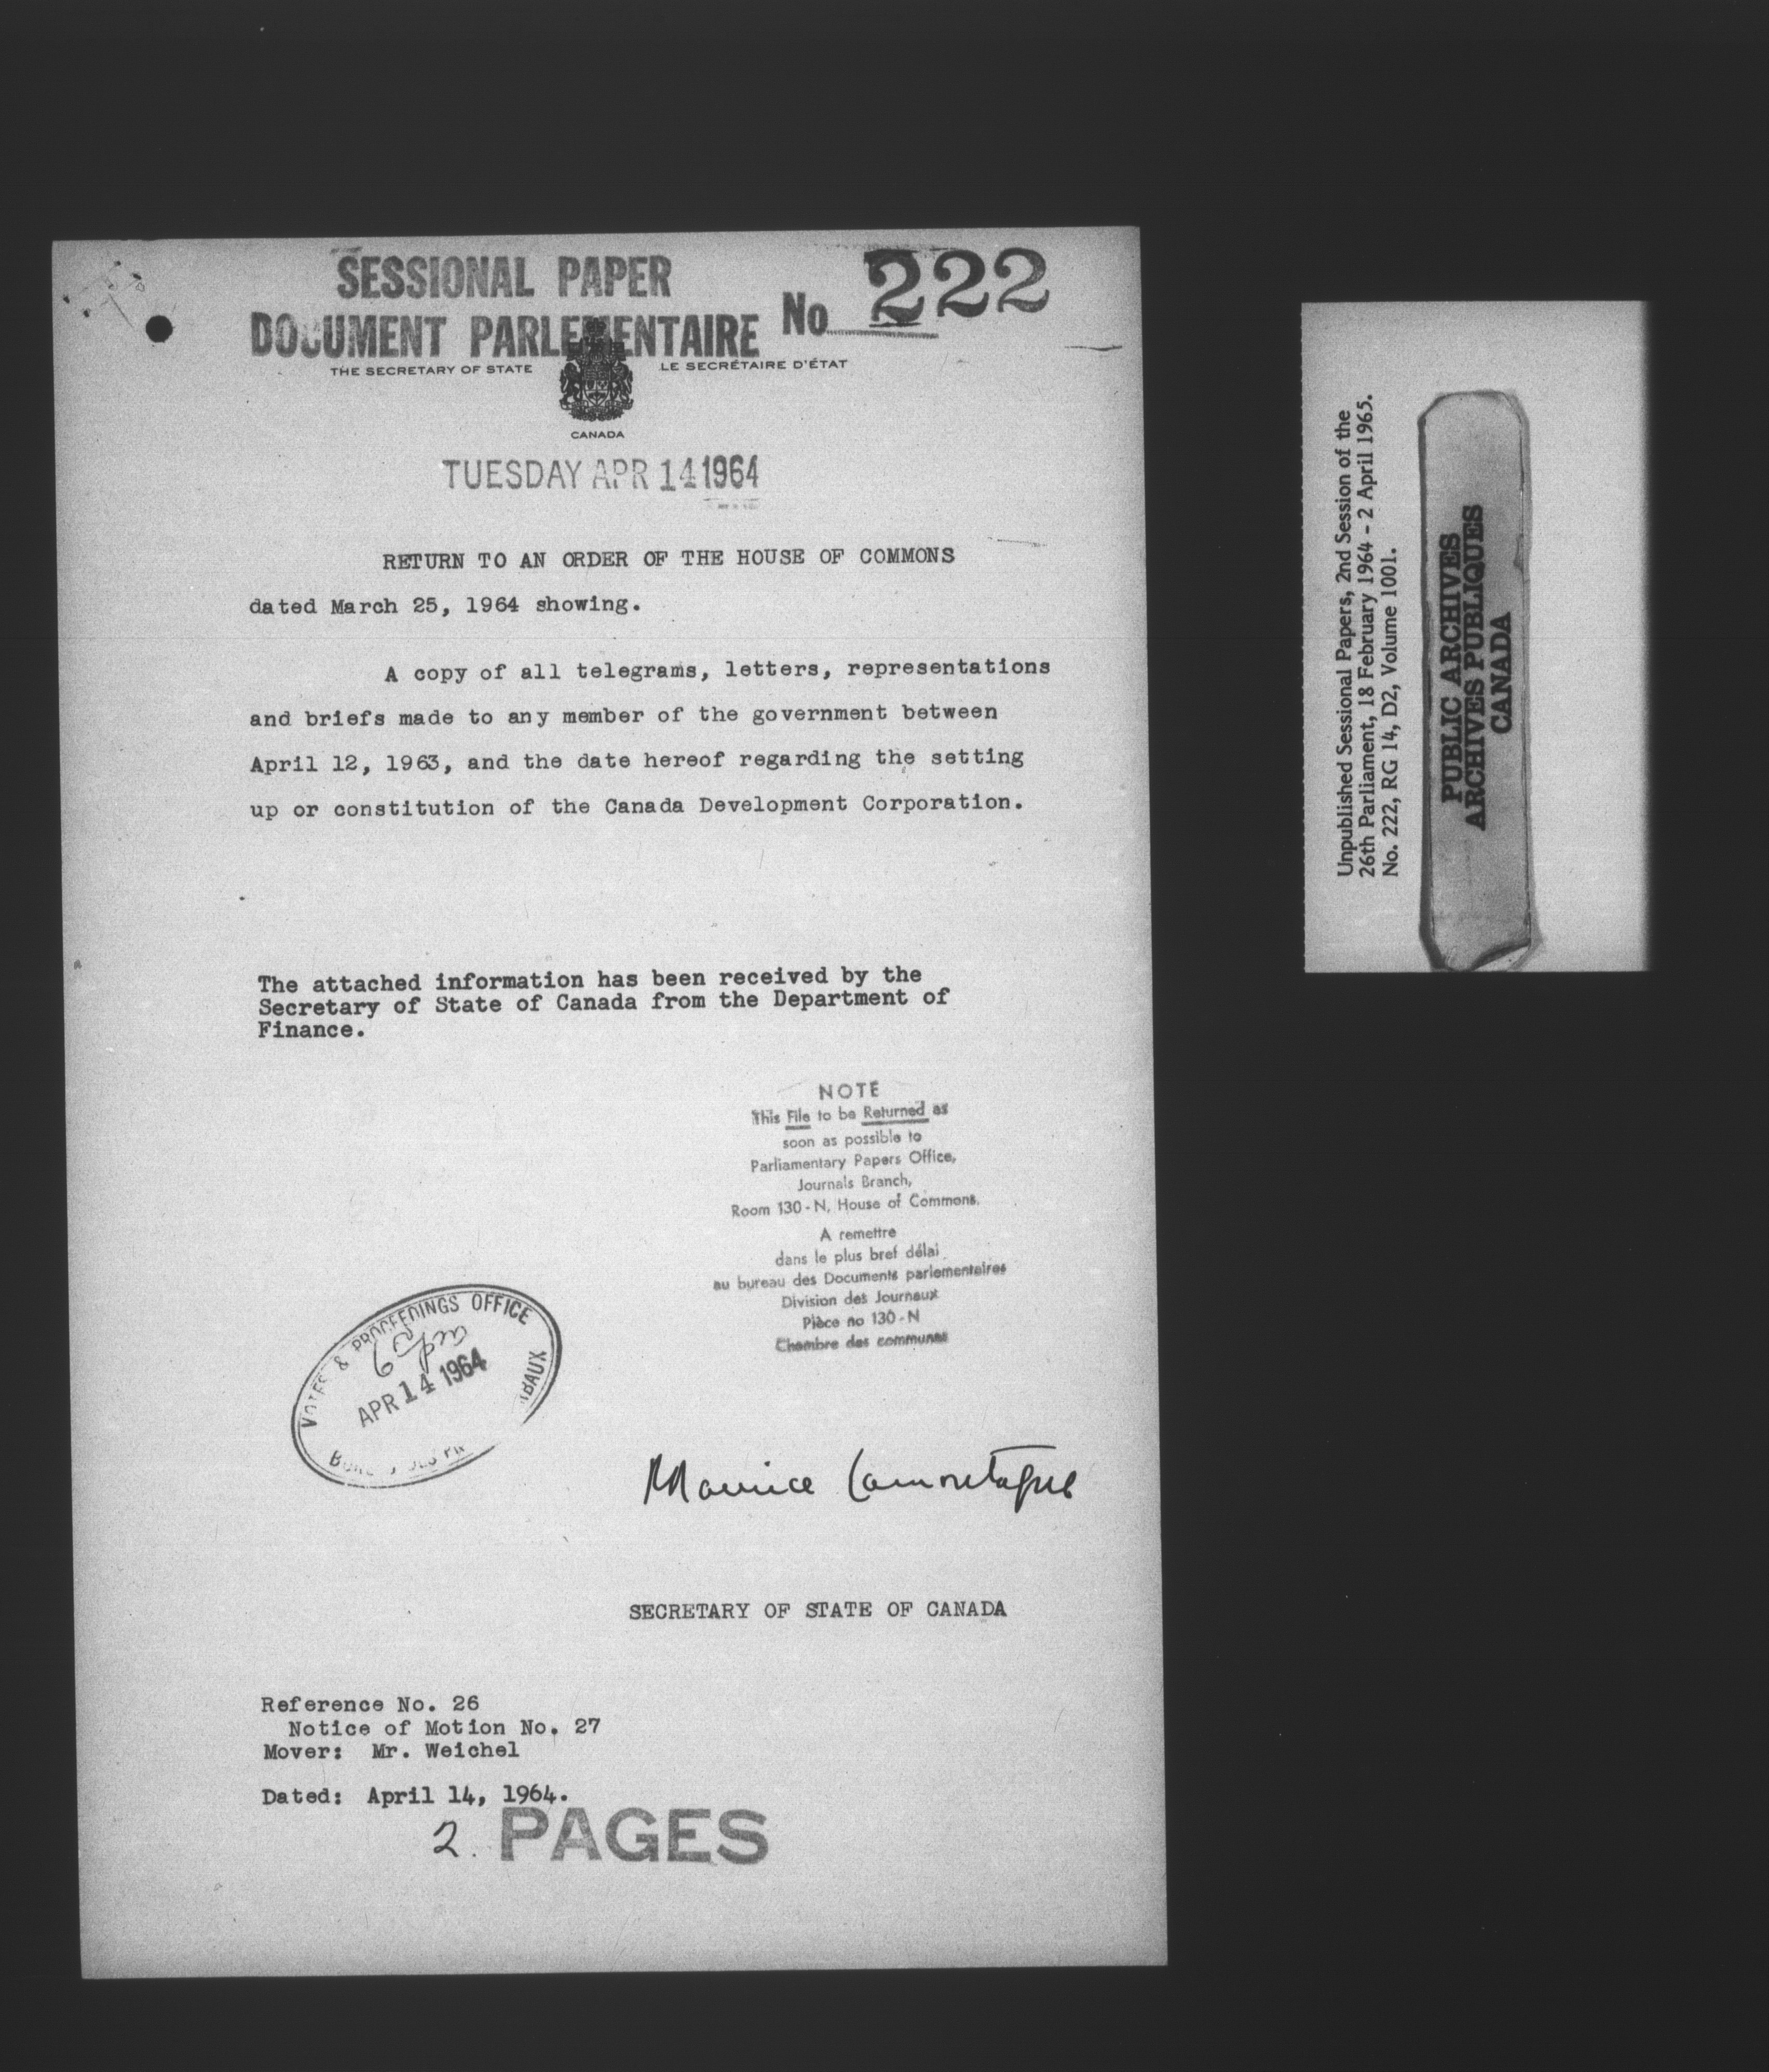 SESSIONAL PAPER
DOCUMENT PARLEMENTAIRE No 222
THE SECRETARY OF STATE LE SECRÉTAIRE D'ÉTAT
CANADA
TUESDAY APR 14 1964
RETURN TO AN ORDER OF THE HOUSE OF COMMONS
dated March 25, 1964 showing.
A copy of all telegrams, letters, representations
and briefs made to any member of the government between
April 12, 1963, and the date hereof regarding the setting
up or constitution of the Canada Development Corporation.
The attached information has been received by the
Secretary of State of Canada from the Department of
Finance.
NOTE
This File to be Returned as
soon as possible to
Parliamentary Papers Office,
Journals Branch,
Room 130-N, House of Commons.
A remettre
dans le plus bref délai
au bureau des Documents parlementaires
Division des Journaux
Pièce no 130-N
Chambre des communes
VOTES & PROCEEDINGS OFFICE
APR 14 1964
Maurice Lamontagne
SECRETARY OF STATE OF CANADA
Reference No. 26
Notice of Motion No. 27
Mover: Mr. Weichel
Dated: April 14, 1964.
2. PAGES
Unpublished Sessional Papers, 2nd Session of the
26th Parliament, 18 February 1964 - 2 April 1965.
No. 222, RG 14, D2, Volume 1001.
PUBLIC ARCHIVES
ARCHIVES PUBLIQUES
CANADA